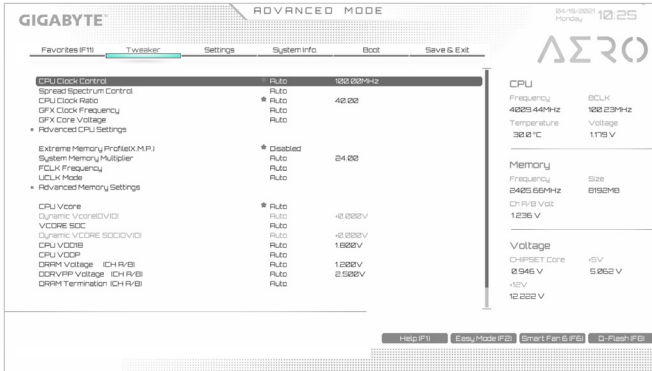 GIGABYTE™
ADVANCED MODE
04/19/2021
Monday
10:25
Favorites (F11)
Tweaker
Settings
System Info.
Boot
Save & Exit
AERO
CPU Clock Control Auto 100.00MHz
Spread Spectrum Control Auto
CPU Clock Ratio Auto 40.00
GFX Clock Frequency Auto
GFX Core Voltage Auto
Advanced CPU Settings
Extreme Memory Profile(X.M.P.) Disabled
System Memory Multiplier Auto 24.00
FCLK Frequency Auto
UCLK Mode Auto
Advanced Memory Settings
CPU Vcore Auto
Dynamic Vcore(DVID) Auto +0.000V
VCORE SOC Auto
Dynamic VCORE SOC(DVID) Auto +0.000V
CPU VDD18 Auto 1.800V
CPU VDDP Auto
DRAM Voltage (CH A/B) Auto 1.200V
DDRVPP Voltage (CH A/B) Auto 2.500V
DRAM Termination (CH A/B) Auto
CPU
Frequency BCLK
4009.44MHz 100.23MHz
Temperature Voltage
30.0 °C 1.179 V
Memory
Frequency Size
2405.66MHz 8192MB
Ch A/B Volt
1.236 V
Voltage
CHIPSET Core +5V
0.946 V 5.062 V
+12V
12.222 V
Help (F1)
Easy Mode (F2)
Smart Fan 6 (F6)
Q-Flash (F8)